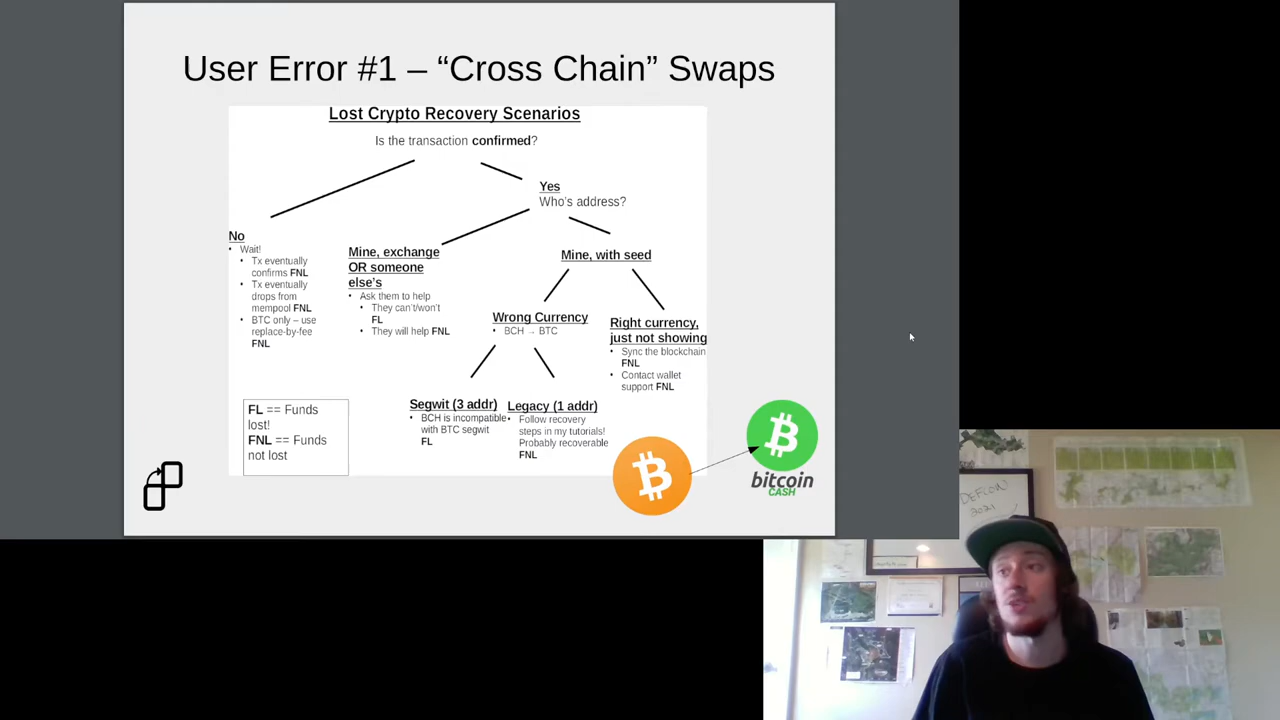 User Error #1 – “Cross Chain” Swaps
Lost Crypto Recovery Scenarios
Is the transaction confirmed?
Yes
Who's address?
No
• Wait!
• Tx eventually
confirms FNL
• Tx eventually
drops from
mempool FNL
• BTC only – use
replace-by-fee
FNL
Mine, exchange
OR someone
else's
• Ask them to help
• They can't/won't
FL
• They will help FNL
Mine, with seed
Wrong Currency
• BCH → BTC
Right currency,
just not showing
• Sync the blockchain
FNL
• Contact wallet
support FNL
Segwit (3 addr)
• BCH is incompatible
with BTC segwit
FL
Legacy (1 addr)
• Follow recovery
steps in my tutorials!
Probably recoverable
FNL
FL == Funds
lost!
FNL == Funds
not lost
bitcoin
CASH
DEFCON
2021